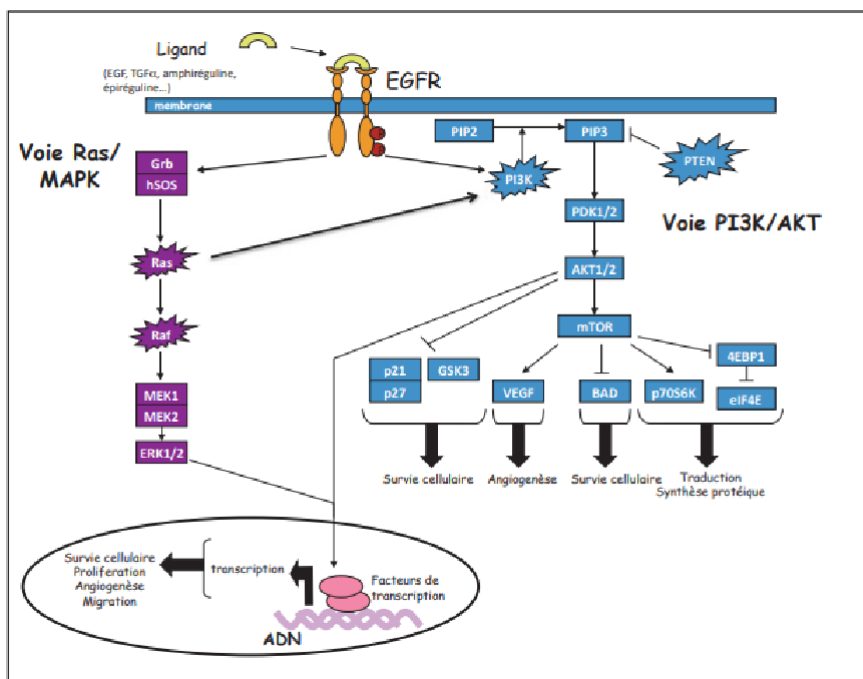 Ligand
(EGF, TGFα, amphiréguline,
épiréguline...)
EGFR
membrane
Voie Ras/
MAPK
Grb
hSOS
Ras
Raf
MEK1
MEK2
ERK1/2
PIP2
PIP3
PI3K
PTEN
PDK1/2
Voie PI3K/AKT
AKT1/2
mTOR
p21
p27
GSK3
VEGF
BAD
p70S6K
4EBP1
eIF4E
Survie cellulaire
Angiogenèse
Survie cellulaire
Traduction
Synthèse protéique
Survie cellulaire
Proliferation
Angiogenèse
Migration
transcription
Facteurs de
transcription
ADN